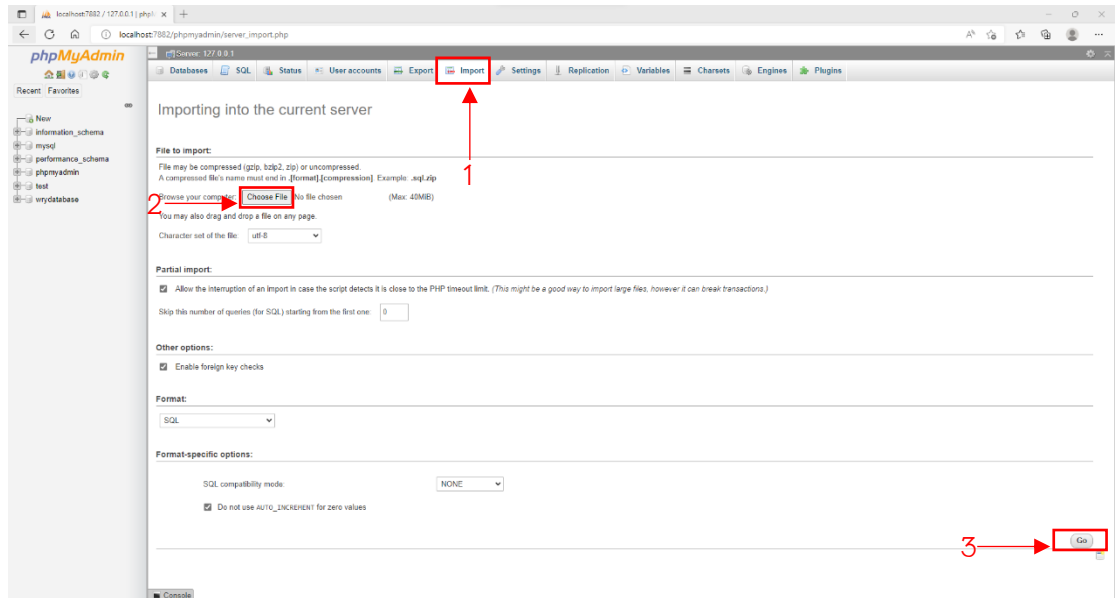 localhost:7882 / 127.0.0.1 | php
localhost:7882/phpmyadmin/server_import.php
phpMyAdmin
Recent Favorites
New
information_schema
mysql
performance_schema
phpmyadmin
test
wrydatabase
Server: 127.0.0.1
Databases SQL Status User accounts Export Import Settings Replication Variables Charsets Engines Plugins
Importing into the current server
1
File to import:
File may be compressed (gzip, bzip2, zip) or uncompressed.
A compressed file's name must end in .[format].[compression]. Example: .sql.zip
2
Browse your computer: Choose File No file chosen (Max: 40MiB)
You may also drag and drop a file on any page.
Character set of the file: utf-8
Partial import:
Allow the interruption of an import in case the script detects it is close to the PHP timeout limit. (This might be a good way to import large files, however it can break transactions.)
Skip this number of queries (for SQL) starting from the first one: 0
Other options:
Enable foreign key checks
Format:
SQL
Format-specific options:
SQL compatibility mode: NONE
Do not use AUTO_INCREMENT for zero values
3
Go
Console